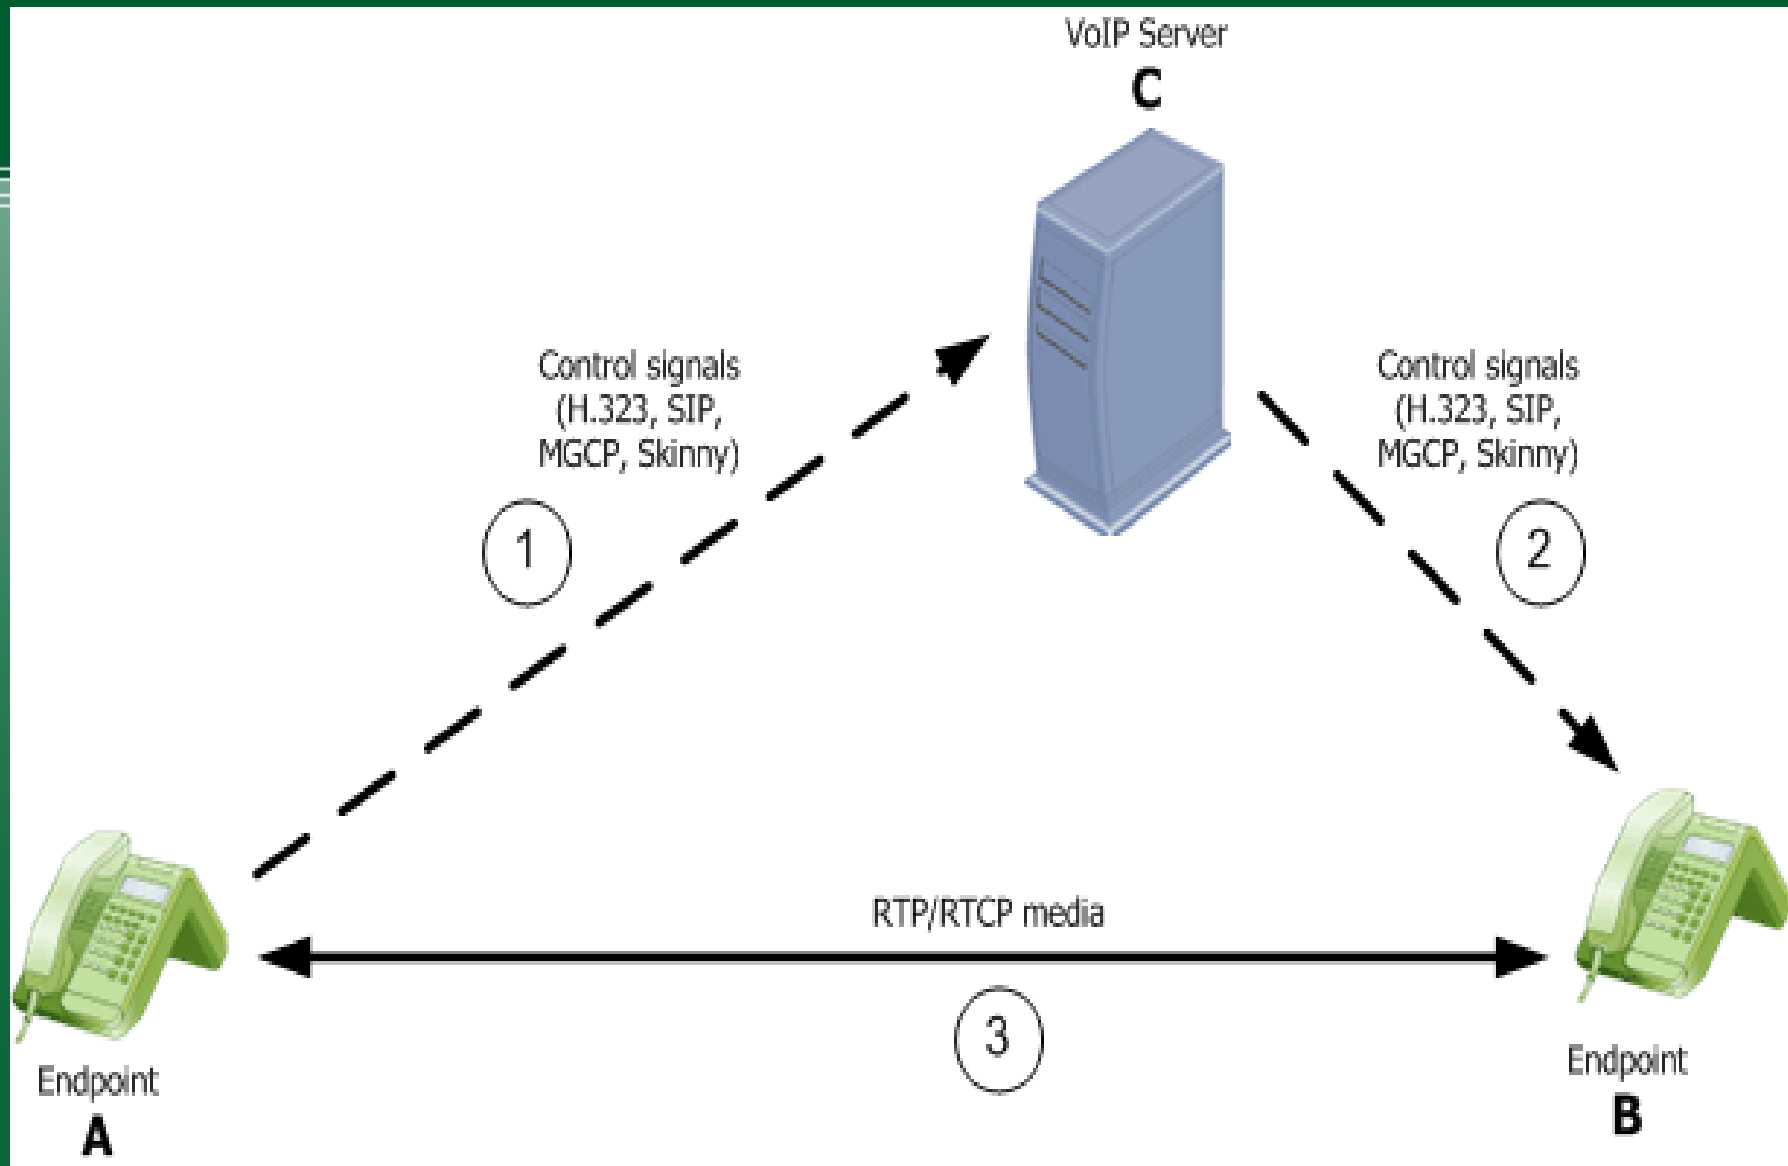 VoIP Server
C
Control signals
(H.323, SIP,
MGCP, Skinny)
1
Control signals
(H.323, SIP,
MGCP, Skinny)
2
RTP/RTCP media
3
Endpoint
A
Endpoint
B